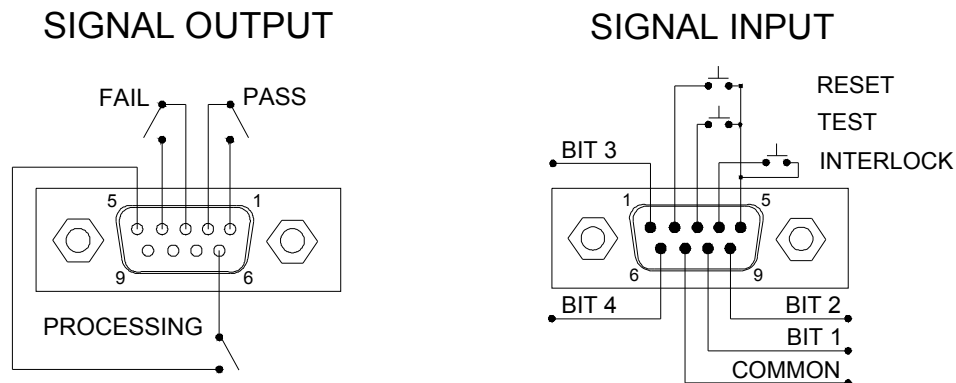 SIGNAL OUTPUT
FAIL
PASS
5
1
9
6
PROCESSING
SIGNAL INPUT
RESET
TEST
INTERLOCK
BIT 3
1
5
6
9
BIT 4
BIT 2
BIT 1
COMMON